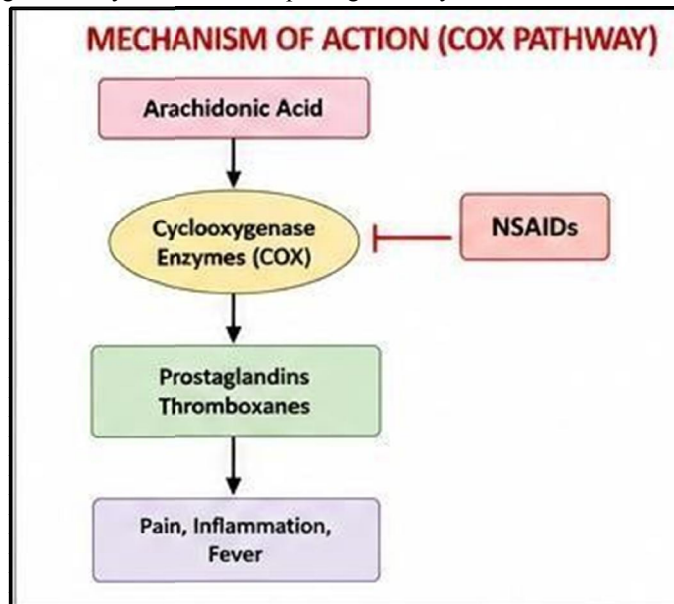 MECHANISM OF ACTION (COX PATHWAY)
Arachidonic Acid
Cyclooxygenase
Enzymes (COX)
NSAIDs
Prostaglandins
Thromboxanes
Pain, Inflammation,
Fever